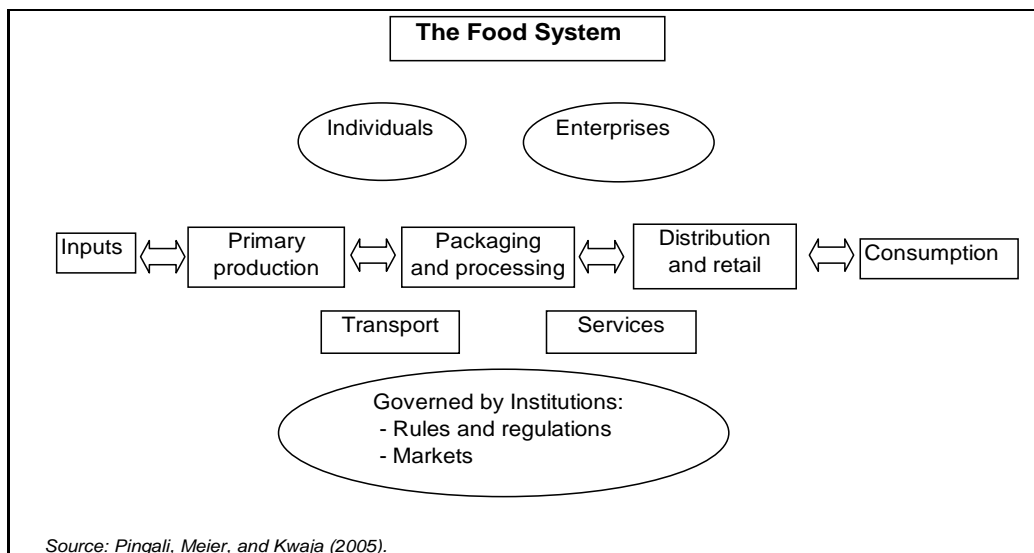 The Food System
Individuals
Enterprises
Inputs
Primary
production
Packaging
and processing
Distribution
and retail
Consumption
Transport
Services
Governed by Institutions:
- Rules and regulations
- Markets
Source: Pingali, Meier, and Kwaja (2005).